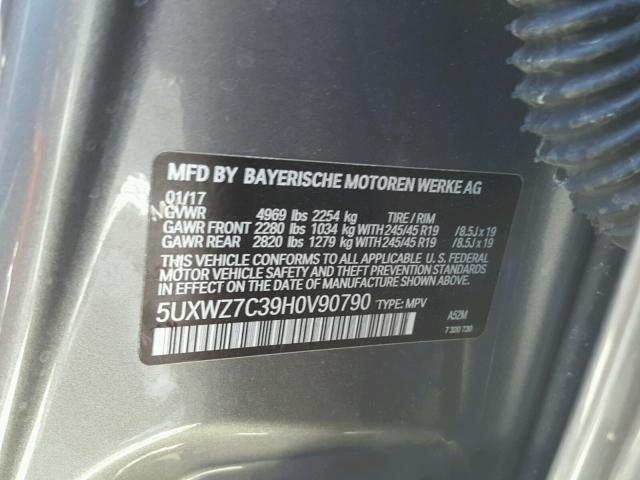 MFD BY BAYERISCHE MOTOREN WERKE AG
01/17
GVWR 4969 lbs 2254 kg TIRE / RIM
GAWR FRONT 2280 lbs 1034 kg WITH 245/45 R19 /8.5J x 19
GAWR REAR 2820 lbs 1279 kg WITH 245/45 R19 /8.5J x 19
THIS VEHICLE CONFORMS TO ALL APPLICABLE U. S. FEDERAL
MOTOR VEHICLE SAFETY, BUMPER, AND THEFT PREVENTION
STANDARDS IN EFFECT ON THE DATE OF MANUFACTURE SHOWN ABOVE.
5UXWZ7C39H0V90790 TYPE: MPV
A52M
7 320 730